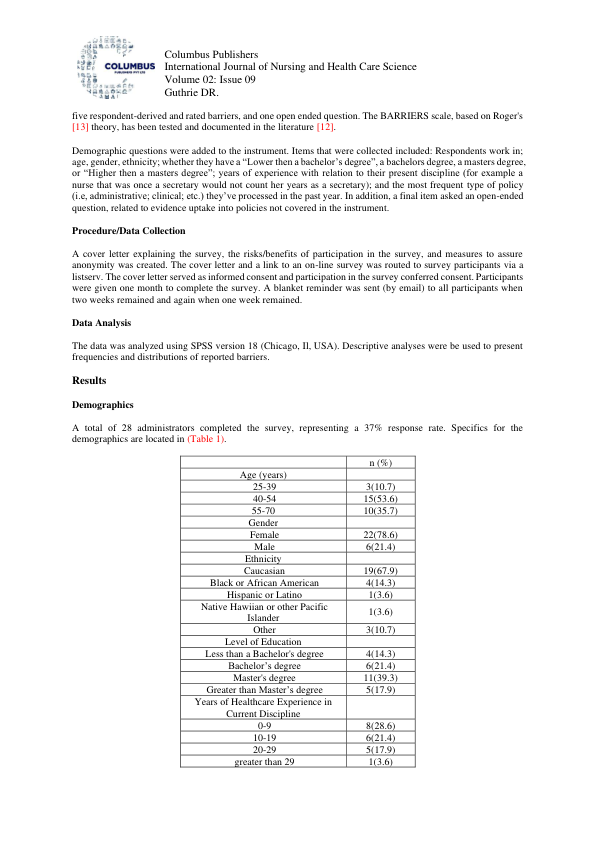 COLUMBUS
PUBLISHERS PVT LTD
Columbus Publishers
International Journal of Nursing and Health Care Science
Volume 02: Issue 09
Guthrie DR.
five respondent-derived and rated barriers, and one open ended question. The BARRIERS scale, based on Roger's
[13] theory, has been tested and documented in the literature [12].
Demographic questions were added to the instrument. Items that were collected included: Respondents work in;
age, gender, ethnicity; whether they have a “Lower then a bachelor’s degree”, a bachelors degree, a masters degree,
or “Higher then a masters degree”; years of experience with relation to their present discipline (for example a
nurse that was once a secretary would not count her years as a secretary); and the most frequent type of policy
(i.e, administrative; clinical; etc.) they’ve processed in the past year. In addition, a final item asked an open-ended
question, related to evidence uptake into policies not covered in the instrument.
Procedure/Data Collection
A cover letter explaining the survey, the risks/benefits of participation in the survey, and measures to assure
anonymity was created. The cover letter and a link to an on-line survey was routed to survey participants via a
listserv. The cover letter served as informed consent and participation in the survey conferred consent. Participants
were given one month to complete the survey. A blanket reminder was sent (by email) to all participants when
two weeks remained and again when one week remained.
Data Analysis
The data was analyzed using SPSS version 18 (Chicago, Il, USA). Descriptive analyses were be used to present
frequencies and distributions of reported barriers.
Results
Demographics
A total of 28 administrators completed the survey, representing a 37% response rate. Specifics for the
demographics are located in (Table 1).
n (%)
Age (years)
25-39 3(10.7)
40-54 15(53.6)
55-70 10(35.7)
Gender
Female 22(78.6)
Male 6(21.4)
Ethnicity
Caucasian 19(67.9)
Black or African American 4(14.3)
Hispanic or Latino 1(3.6)
Native Hawiian or other Pacific
Islander 1(3.6)
Other 3(10.7)
Level of Education
Less than a Bachelor's degree 4(14.3)
Bachelor’s degree 6(21.4)
Master's degree 11(39.3)
Greater than Master’s degree 5(17.9)
Years of Healthcare Experience in
Current Discipline
0-9 8(28.6)
10-19 6(21.4)
20-29 5(17.9)
greater than 29 1(3.6)